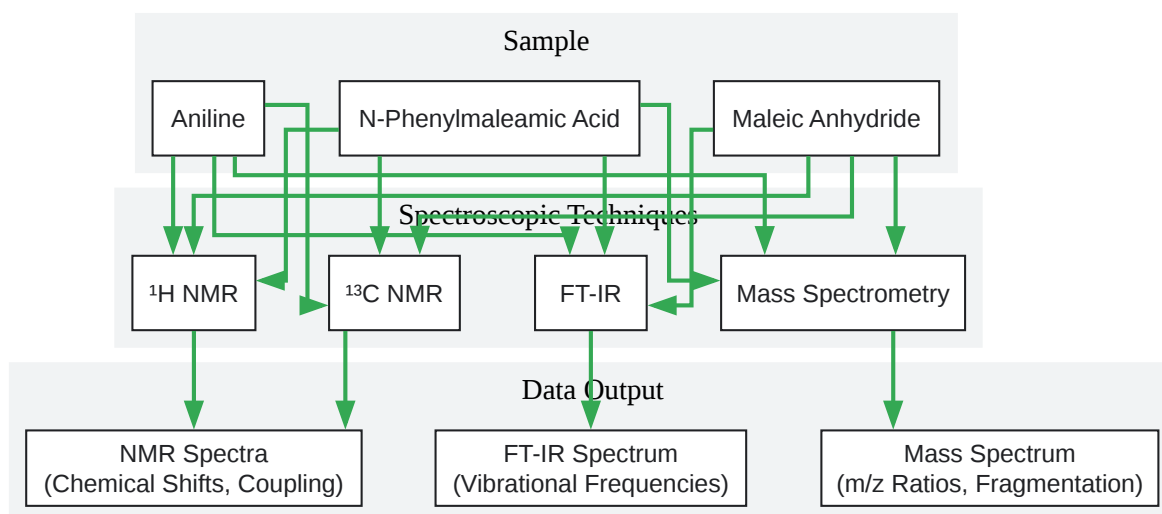 Sample
Aniline
N-Phenylmaleamic Acid
Maleic Anhydride
Spectroscopic Techniques
¹H NMR
¹³C NMR
FT-IR
Mass Spectrometry
Data Output
NMR Spectra
(Chemical Shifts, Coupling)
FT-IR Spectrum
(Vibrational Frequencies)
Mass Spectrum
(m/z Ratios, Fragmentation)